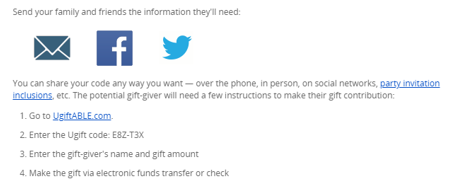 Send your family and friends the information they'll need:
You can share your code any way you want — over the phone, in person, on social networks, party invitation
inclusions, etc. The potential gift-giver will need a few instructions to make their gift contribution:
1. Go to UgiftABLE.com.
2. Enter the Ugift code: E8Z-T3X
3. Enter the gift-giver's name and gift amount
4. Make the gift via electronic funds transfer or check